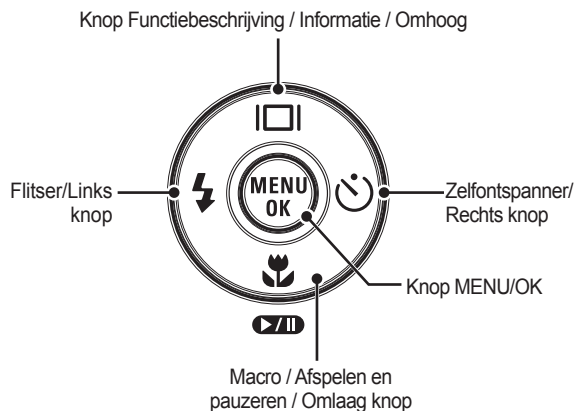 Knop Functiebeschrijving / Informatie / Omhoog
Flitser/Links
knop
MENU
OK
Zelfontspanner/
Rechts knop
Knop MENU/OK
Macro / Afspelen en
pauzeren / Omlaag knop